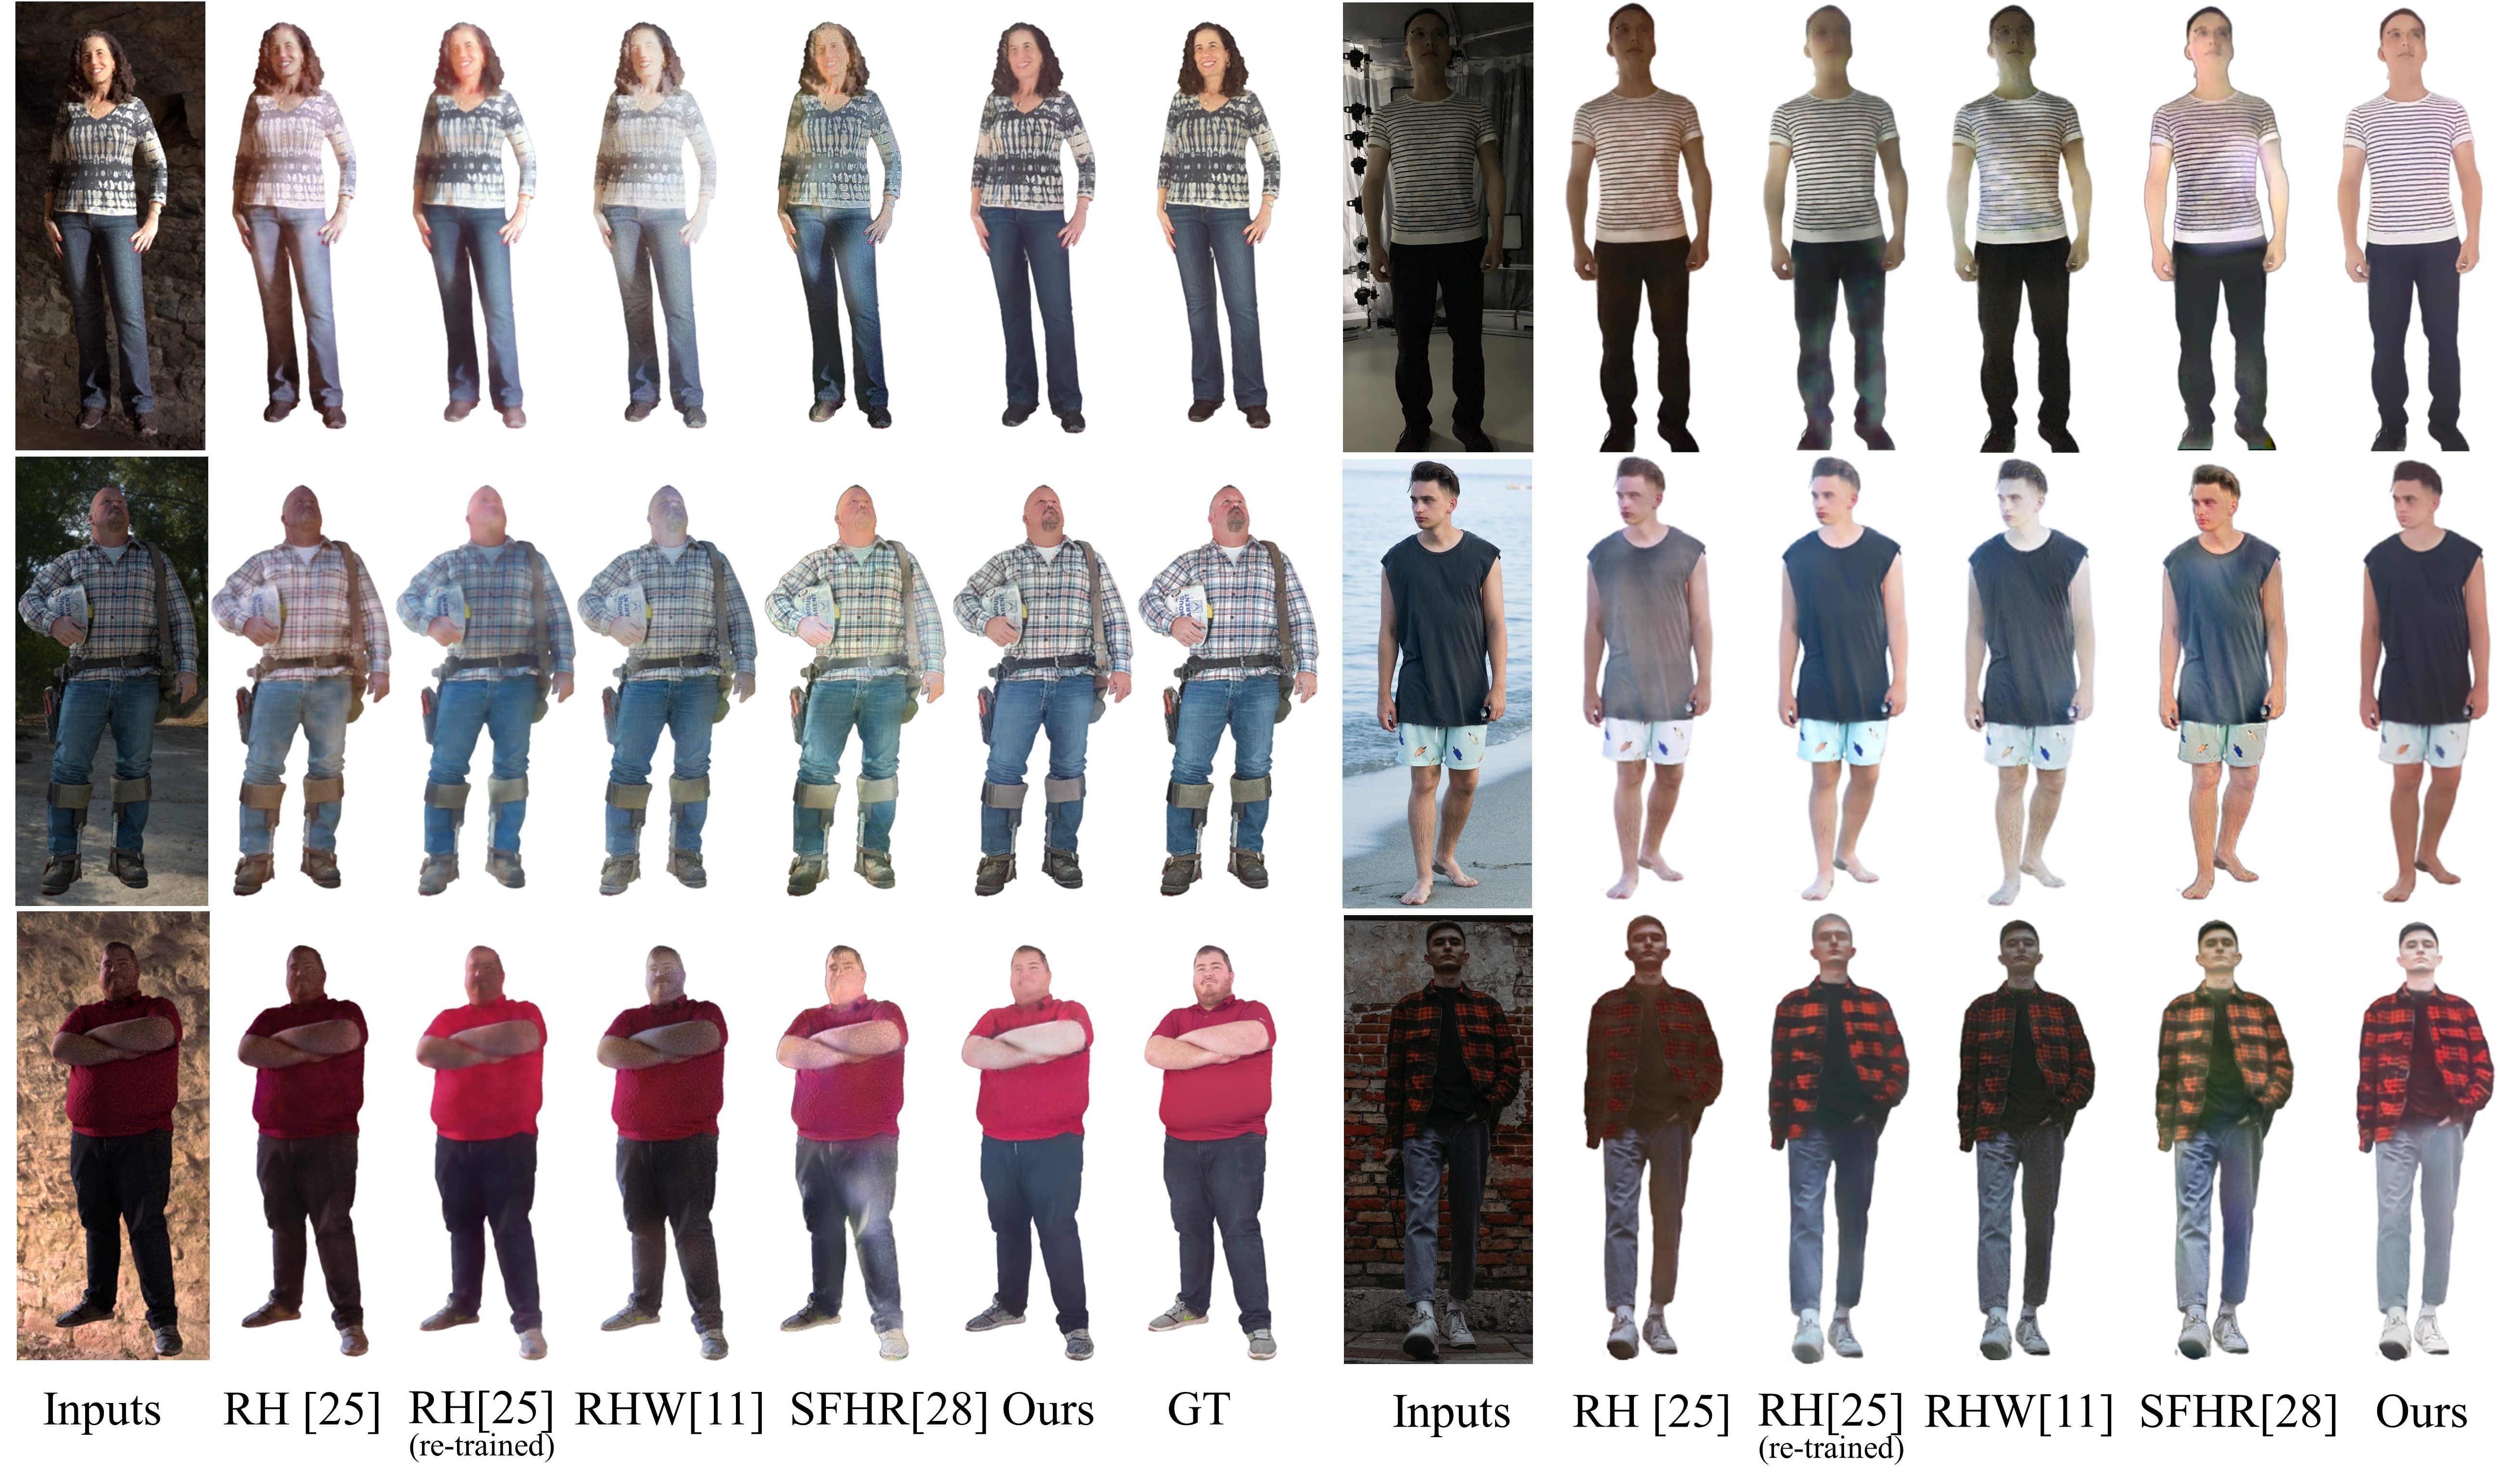 Inputs RH [25] RH[25] RHW[11] SFHR[28] Ours GT Inputs RH [25] RH[25] RHW[11] SFHR[28] Ours
(re-trained) (re-trained)